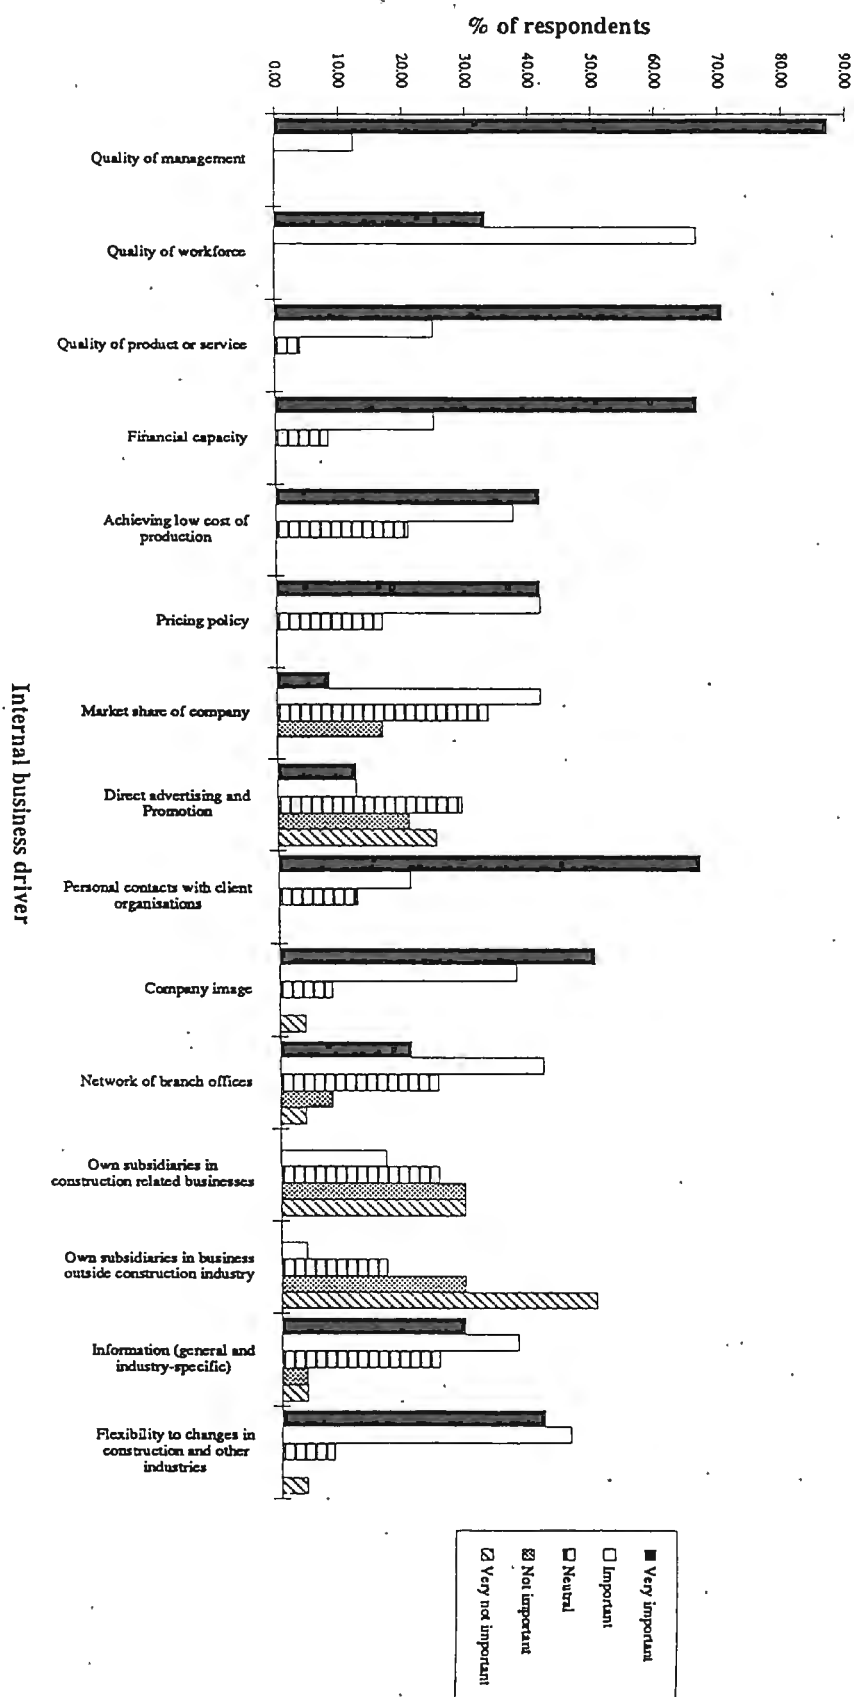 % of respondents
0.00
10.00
20.00
30.00
40.00
50.00
60.00
70.00
80.00
90.00
Quality of management
Quality of workforce
Quality of product or service
Financial capacity
Achieving low cost of
production
Pricing policy
Market share of company
Direct advertising and
Promotion
Personal contacts with client
organisations
Company image
Network of branch offices
Own subsidiaries in
construction related businesses
Own subsidiaries in business
outside construction industry
Information (general and
industry-specific)
Flexibility to changes in
construction and other
industries
Internal business driver
Very important
Important
Neutral
Not important
Very not important